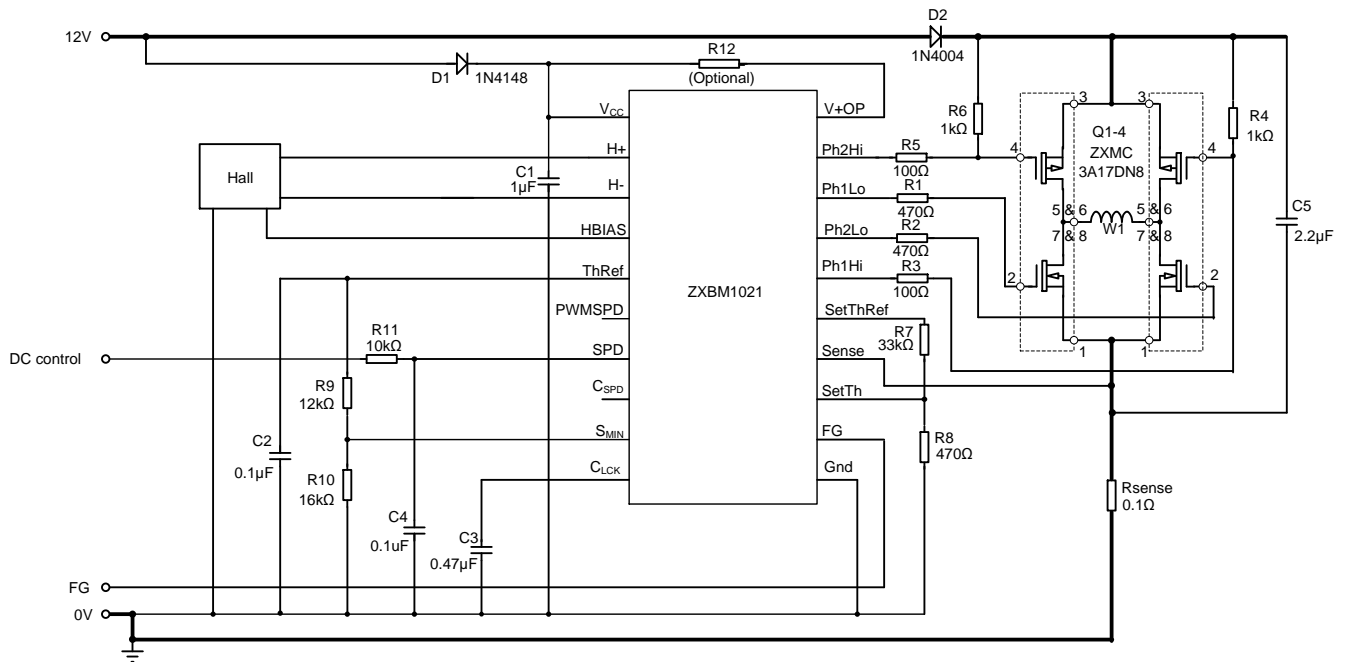 D2
12V
1N4004
R12
D1
1N4148
(Optional)
3
3
VCC
V+OP
R6
1kΩ
Q1-4
ZXMC
3A17DN8
R4
1kΩ
H+
Ph2Hi
R5
100Ω
4
4
Hall
C1
1µF
H-
Ph1Lo
R1
470Ω
5 & 6
5 & 6
C5
2.2µF
HBIAS
Ph2Lo
R2
470Ω
W1
7 & 8
7 & 8
ThRef
Ph1Hi
R3
100Ω
2
2
ZXBM1021
PWMSPD
SetThRef
R7
33kΩ
R11
10kΩ
DC control
SPD
Sense
1
1
R9
12kΩ
CSPD
SetTh
C2
0.1µF
SMIN
FG
R8
470Ω
R10
16kΩ
CLCK
Gnd
Rsense
0.1Ω
C4
0.1uF
C3
0.47µF
FG
0V